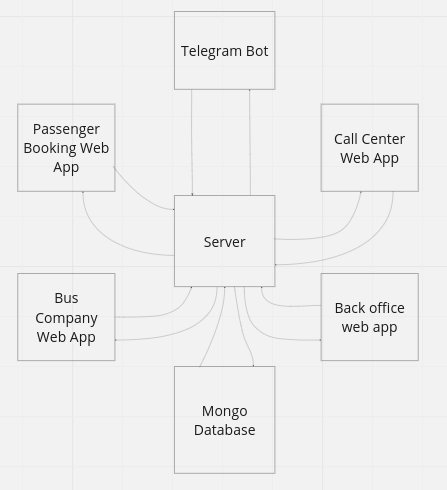 Telegram Bot
Passenger
Booking Web
App
Call Center
Web App
Server
Bus
Company
Web App
Back office
web app
Mongo
Database